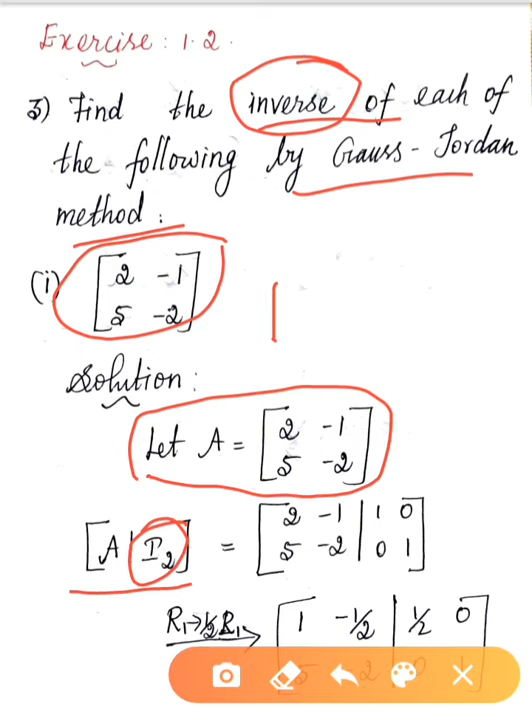 Exercise: 1.2.
3) Find the inverse of each of
the following by Gauss-Jordan
method:
(i) [2 -1
5 -2]
Solution:
Let A = [2 -1
5 -2]
[A|I₂] = [2 -1 | 1 0
5 -2 | 0 1]
R₁→½R₁ [1 -½ | ½ 0